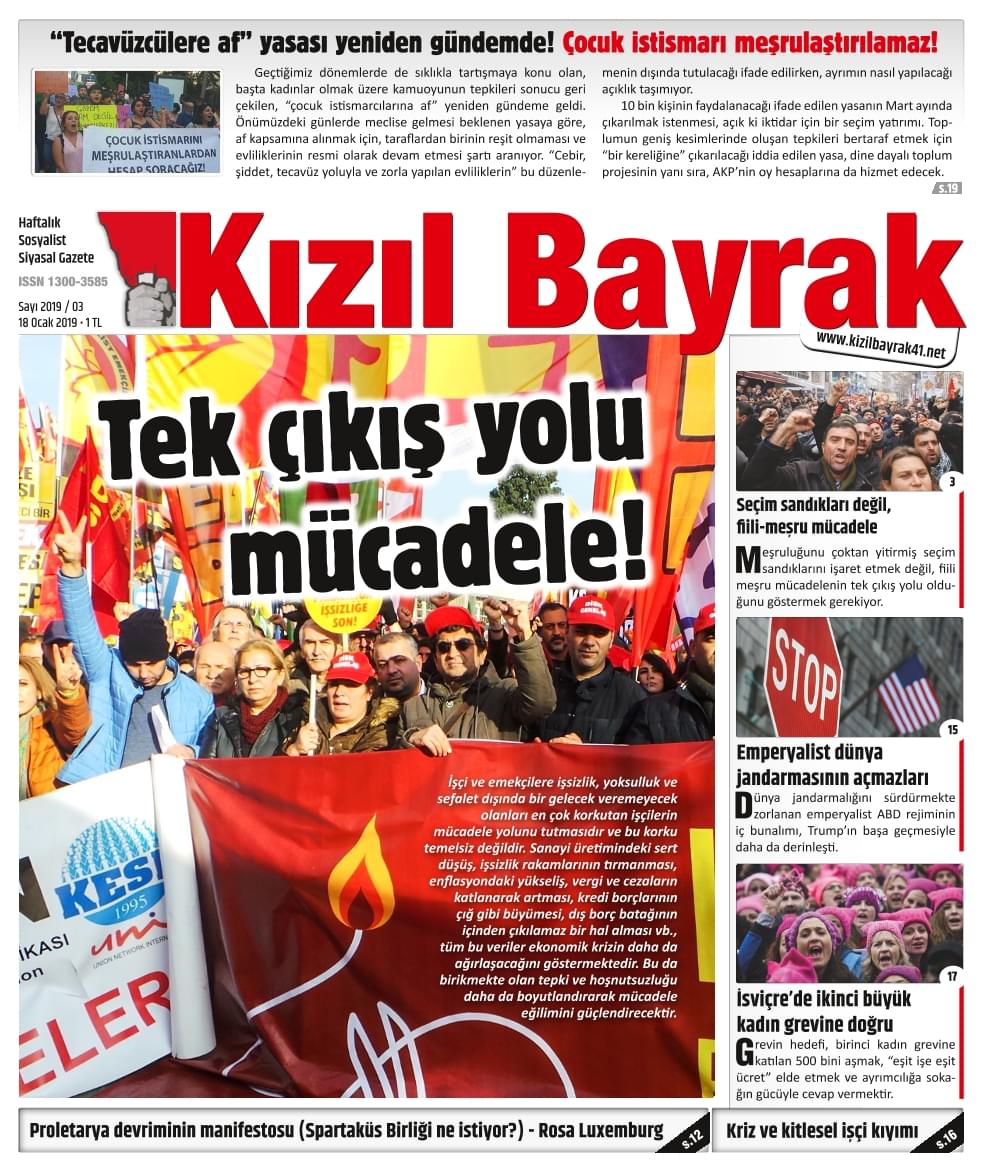 “Tecavüzcülere af” yasası yeniden gündemde! Çocuk istismarı meşrulaştırılamaz!
ÇOCUK İSTİSMARINI
MEŞRULAŞTIRANLARDAN
HESAP SORACAĞIZ!
Geçtiğimiz dönemlerde de sıklıkla tartışmaya konu olan,
başta kadınlar olmak üzere kamuoyunun tepkileri sonucu geri
çekilen, “çocuk istismarcılarına af” yeniden gündeme geldi.
Önümüzdeki günlerde meclise gelmesi beklenen yasaya göre,
af kapsamına alınmak için, taraflardan birinin reşit olmaması ve
evliliklerinin resmi olarak devam etmesi şartı aranıyor. “Cebir,
şiddet, tecavüz yoluyla ve zorla yapılan evliliklerin” bu düzenle-
menin dışında tutulacağı ifade edilirken, ayrımın nasıl yapılacağı
açıklık taşımıyor.
10 bin kişinin faydalanacağı ifade edilen yasanın Mart ayında
çıkarılmak istenmesi, açık ki iktidar için bir seçim yatırımı. Top-
lumun geniş kesimlerinde oluşan tepkileri bertaraf etmek için
“bir kereliğine” çıkarılacağı iddia edilen yasa, dine dayalı toplum
projesinin yanı sıra, AKP’nin oy hesaplarına da hizmet edecek.
s.19
Haftalık
Sosyalist
Siyasal Gazete
ISSN 1300-3585
Sayı 2019 / 03
18 Ocak 2019 • 1 TL
Kızıl Bayrak
www.kizilbayrak41.net
Tek çıkış yolu
mücadele!
İŞSİZLİĞE
SON!
İşçi ve emekçilere işsizlik, yoksulluk ve
sefalet dışında bir gelecek veremeyecek
olanları en çok korkutan işçilerin
mücadele yolunu tutmasıdır ve bu korku
temelsiz değildir. Sanayi üretimindeki sert
düşüş, işsizlik rakamlarının tırmanması,
enflasyondaki yükseliş, vergi ve cezaların
katlanarak artması, kredi borçlarının
çığ gibi büyümesi, dış borç batağının
içinden çıkılamaz bir hal alması vb.,
tüm bu veriler ekonomik krizin daha da
ağırlaşacağını göstermektedir. Bu da
birikmekte olan tepki ve hoşnutsuzluğu
daha da boyutlandırarak mücadele
eğilimini güçlendirecektir.
KESK
1995
uni
UNION NETWORK INTERN
İKASI
ion
ELER
3
Seçim sandıkları değil,
fiili-meşru mücadele
Meşruluğunu çoktan yitirmiş seçim
sandıklarını işaret etmek değil, fiili
meşru mücadelenin tek çıkış yolu oldu-
ğunu göstermek gerekiyor.
STOP
15
Emperyalist dünya
jandarmasının açmazları
Dünya jandarmalığını sürdürmekte
zorlanan emperyalist ABD rejiminin
iç bunalımı, Trump’ın başa geçmesiyle
daha da derinleşti.
17
İsviçre’de ikinci büyük
kadın grevine doğru
Grevin hedefi, birinci kadın grevine
katılan 500 bini aşmak, “eşit işe eşit
ücret” elde etmek ve ayrımcılığa soka-
ğın gücüyle cevap vermektir.
Proletarya devriminin manifestosu (Spartaküs Birliği ne istiyor?) - Rosa Luxemburg
s.12
Kriz ve kitlesel işçi kıyımı
s.16